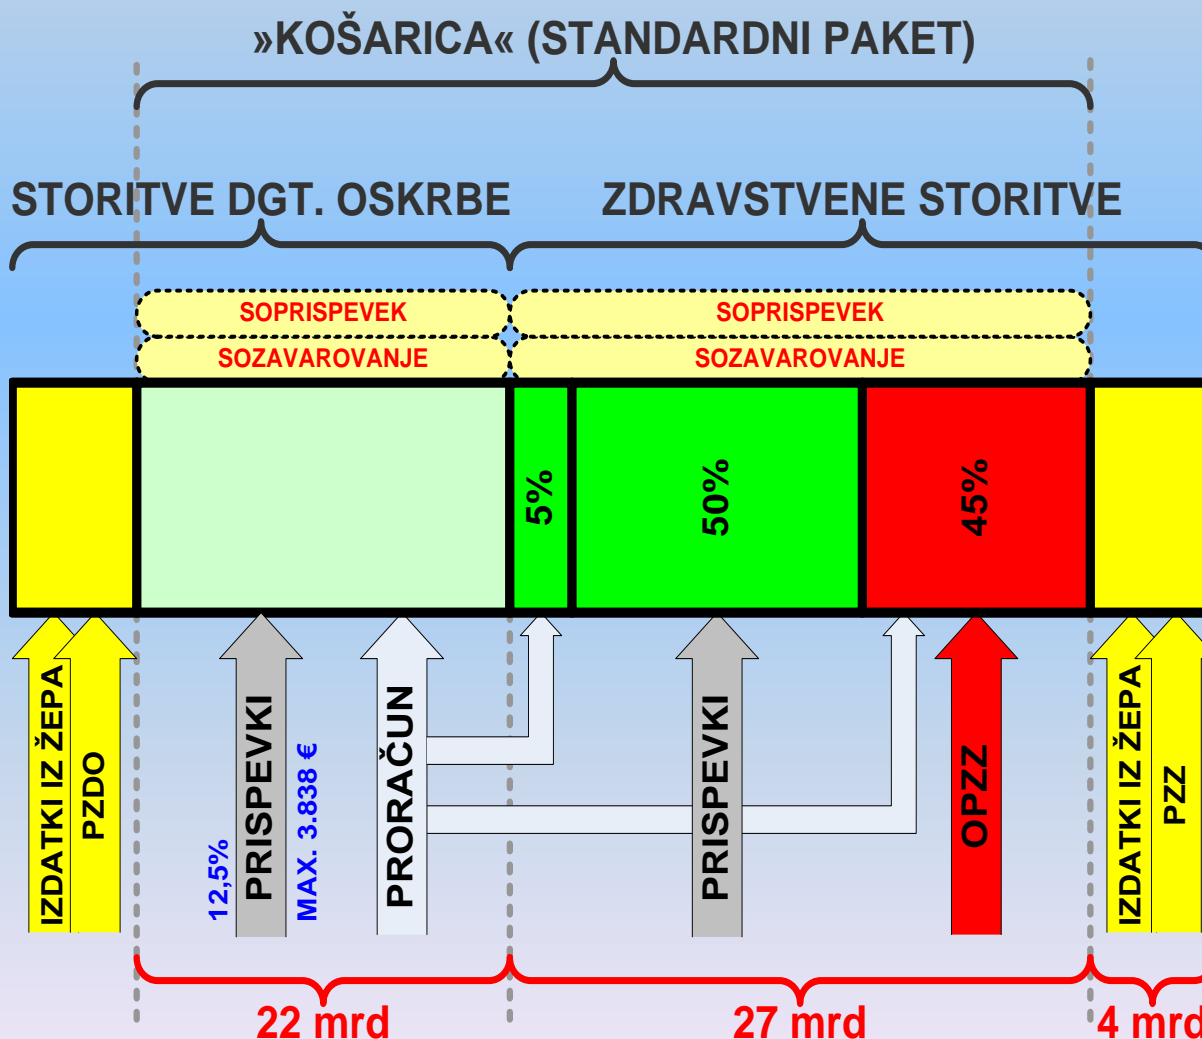 »KOŠARICA« (STANDARDNI PAKET)
STORITVE DGT. OSKRBE
ZDRAVSTVENE STORITVE
SOPRISPEVEK
SOPRISPEVEK
SOZAVAROVANJE
SOZAVAROVANJE
5%
50%
45%
IZDATKI IZ ŽEPA
PZDO
12,5%
PRISPEVKI
MAX. 3.838 €
PRORAČUN
PRISPEVKI
OPZZ
IZDATKI IZ ŽEPA
PZZ
22 mrd
27 mrd
4 mrd